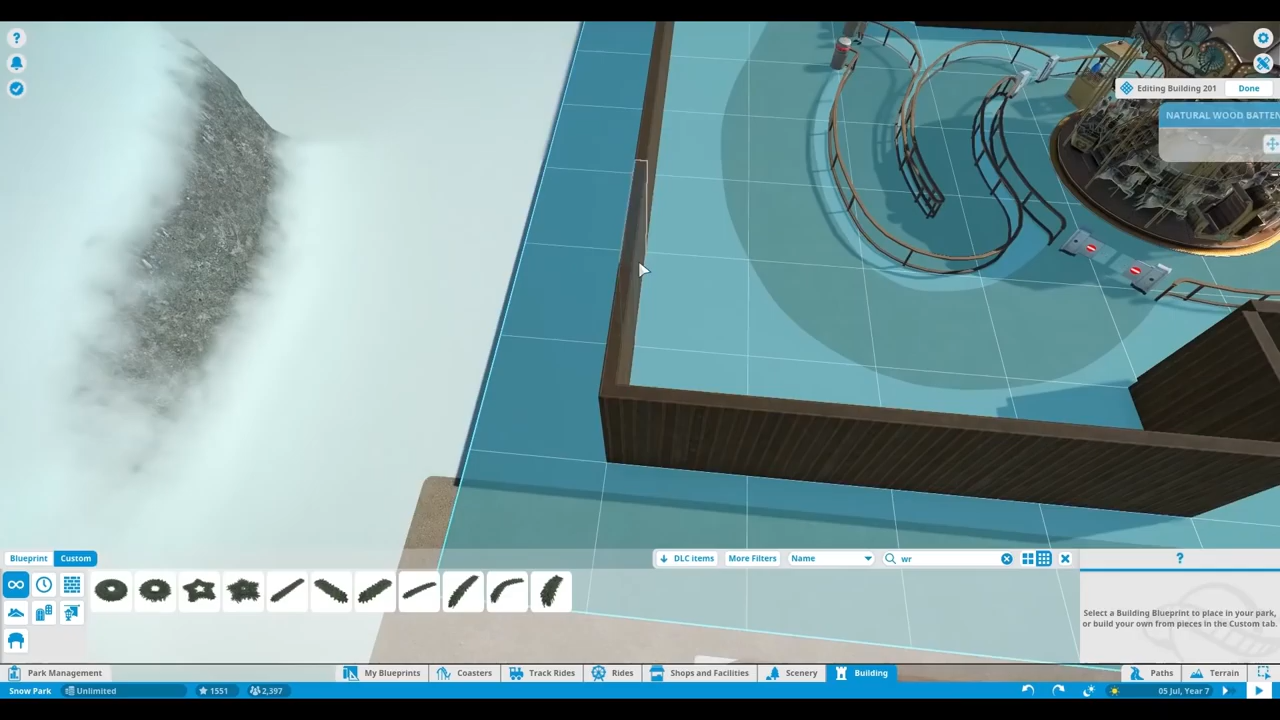 Editing Building 201
Done
NATURAL WOOD BATTEN
Blueprint
Custom
DLC items
More Filters
Name
wr
?
Select a Building Blueprint to place in your park,
or build your own from pieces in the Custom tab.
Park Management
My Blueprints
Coasters
Track Rides
Rides
Shops and Facilities
Scenery
Building
Paths
Terrain
Snow Park
Unlimited
1551
2,397
05 Jul, Year 7